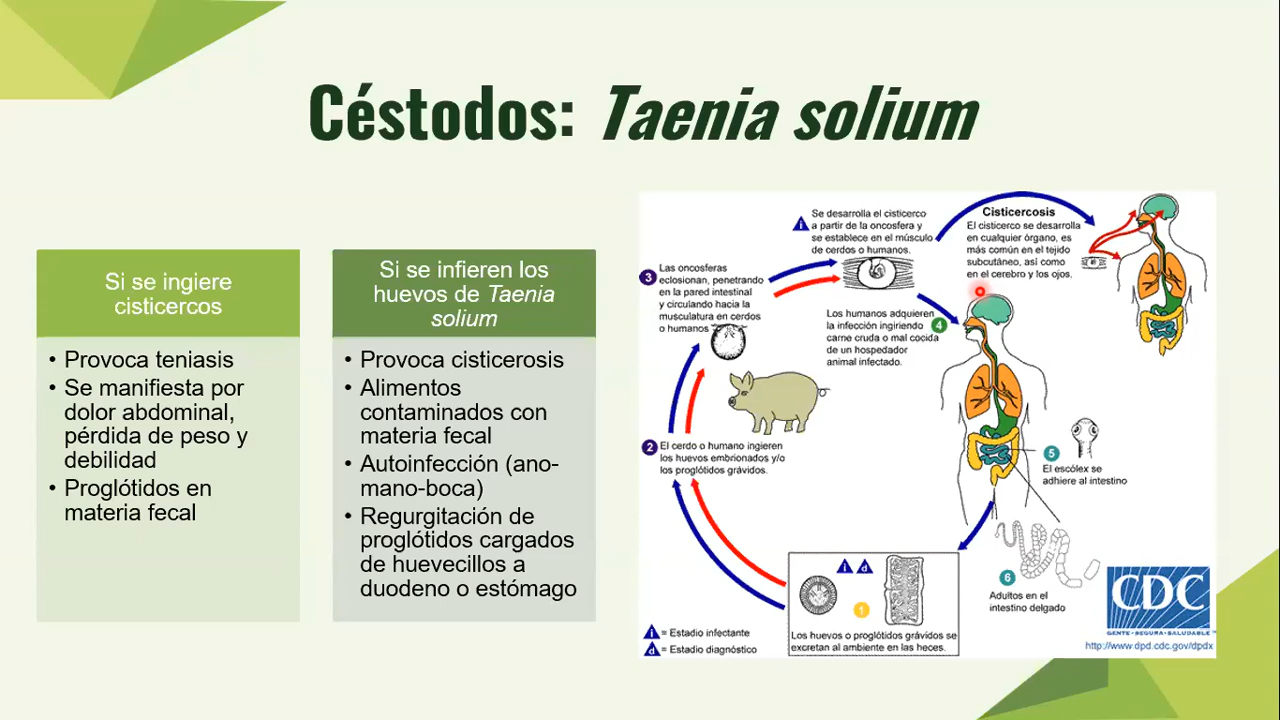 Céstodos: Taenia solium
Si se ingiere
cisticercos
• Provoca teniasis
• Se manifiesta por
dolor abdominal,
pérdida de peso y
debilidad
• Proglótidos en
materia fecal
Si se infieren los
huevos de Taenia
solium
• Provoca cisticerosis
• Alimentos
contaminados con
materia fecal
• Autoinfección (ano-
mano-boca)
• Regurgitación de
proglótidos cargados
de huevecillos a
duodeno o estómago
i
Se desarrolla el cisticerco
a partir de la oncosfera y
se establece en el músculo
de cerdos o humanos.
Cisticercosis
El cisticerco se desarrolla
en cualquier órgano, es
más común en el tejido
subcutáneo, así como
en el cerebro y los ojos.
3
Las oncosferas
eclosionan, penetrando
en la pared intestinal
y circulando hacia la
musculatura en cerdos
o humanos
Los humanos adquieren
la infección ingiriendo
carne cruda o mal cocida
de un hospedador
animal infectado.
4
2
El cerdo o humano ingieren
los huevos embrionados y/o
los proglótidos grávidos.
5
El escólex se
adhiere al intestino
6
Adultos en el
intestino delgado
i d
1
Los huevos o proglótidos grávidos se
excretan al ambiente en las heces.
i = Estadio infectante
d = Estadio diagnóstico
CDC
GENTE-SEGURA-SALUDABLE™
http://www.dpd.cdc.gov/dpdx